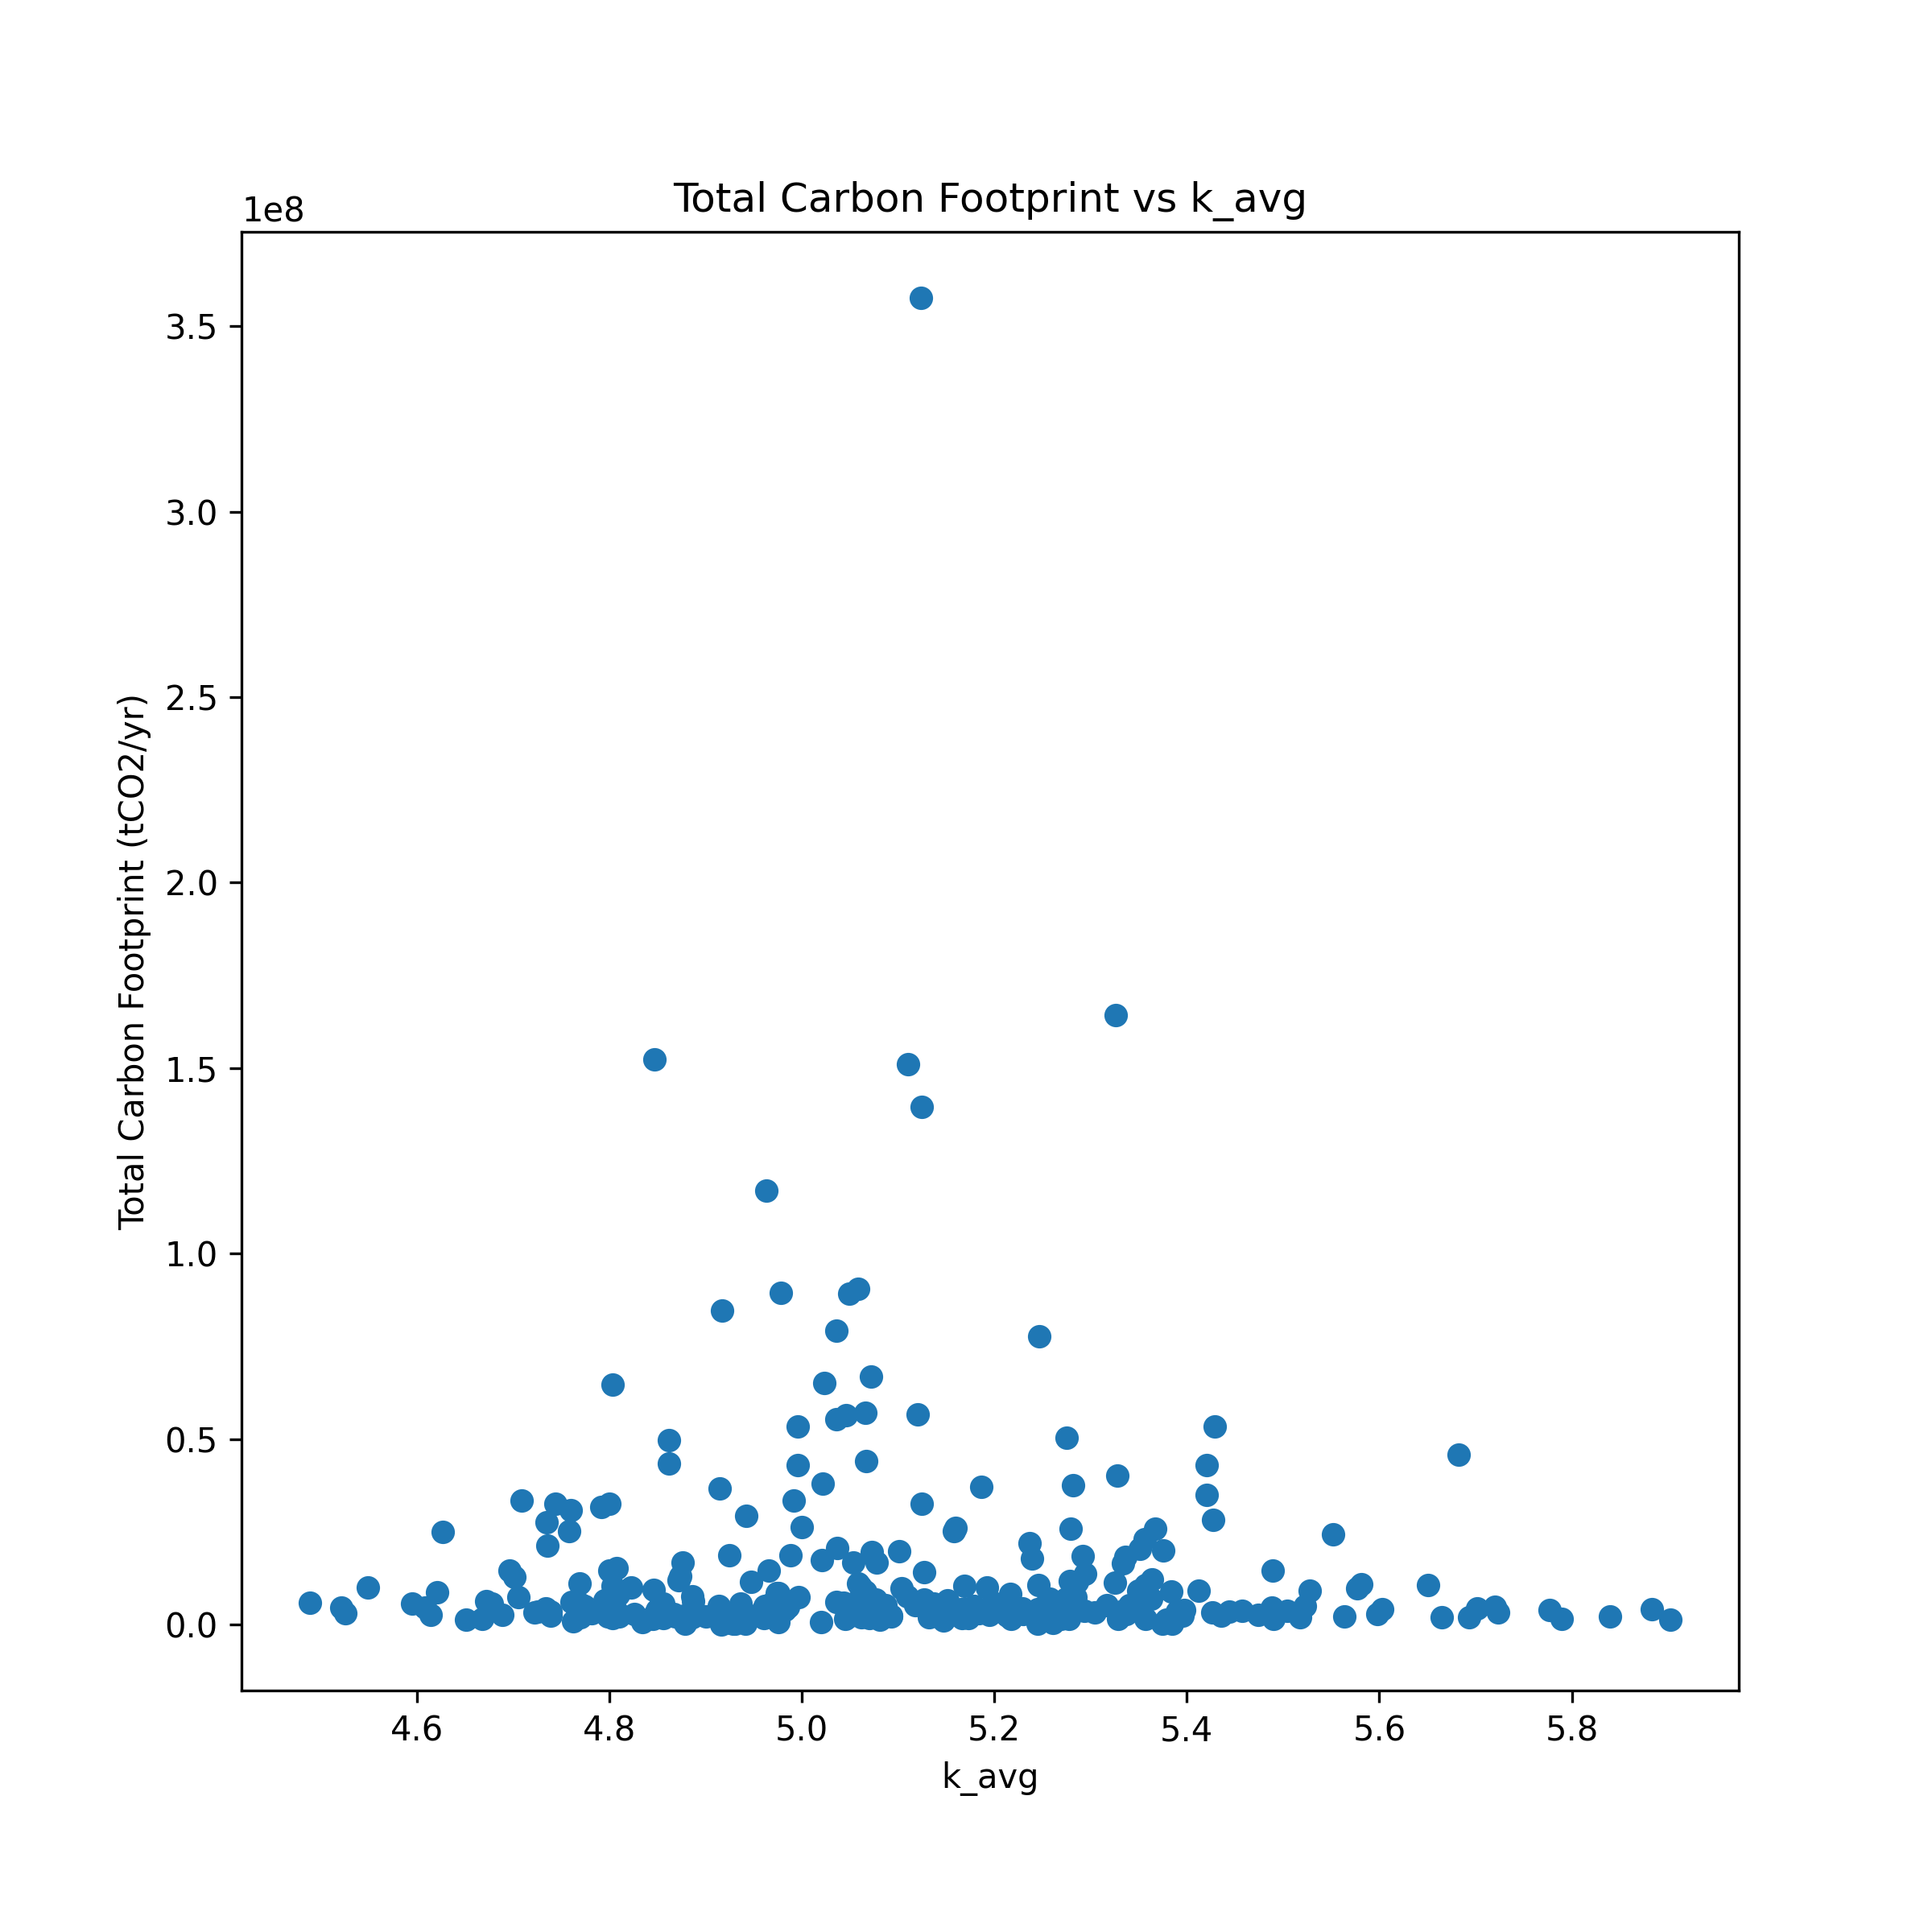 Total Carbon Footprint vs k_avg
1e8
3.5
3.0
2.5
2.0
1.5
1.0
0.5
0.0
Total Carbon Footprint (tCO2/yr)
4.6 4.8 5.0 5.2 5.4 5.6 5.8
k_avg